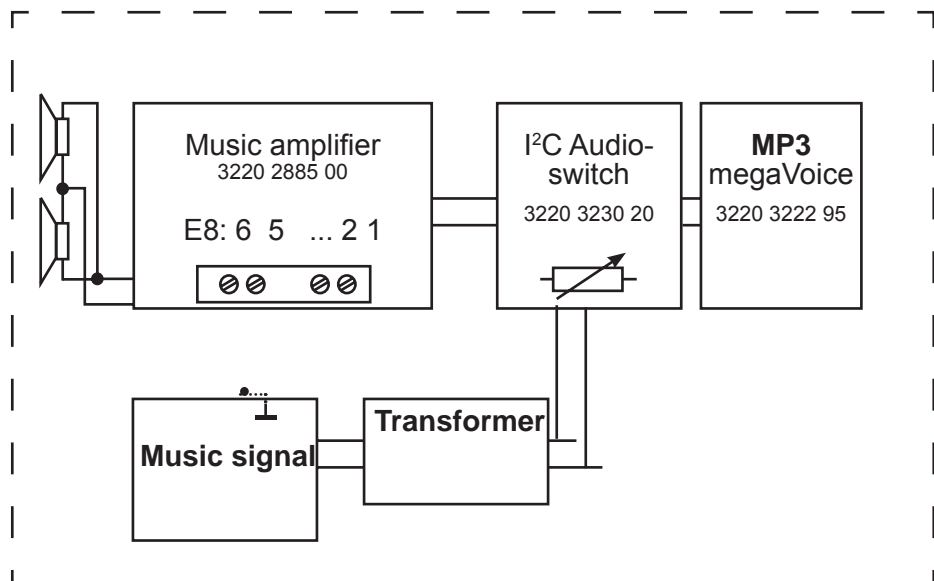 Music amplifier
3220 2885 00
E8: 6 5 ... 2 1
I²C Audio-
switch
3220 3230 20
MP3
megaVoice
3220 3222 95
Music signal
Transformer